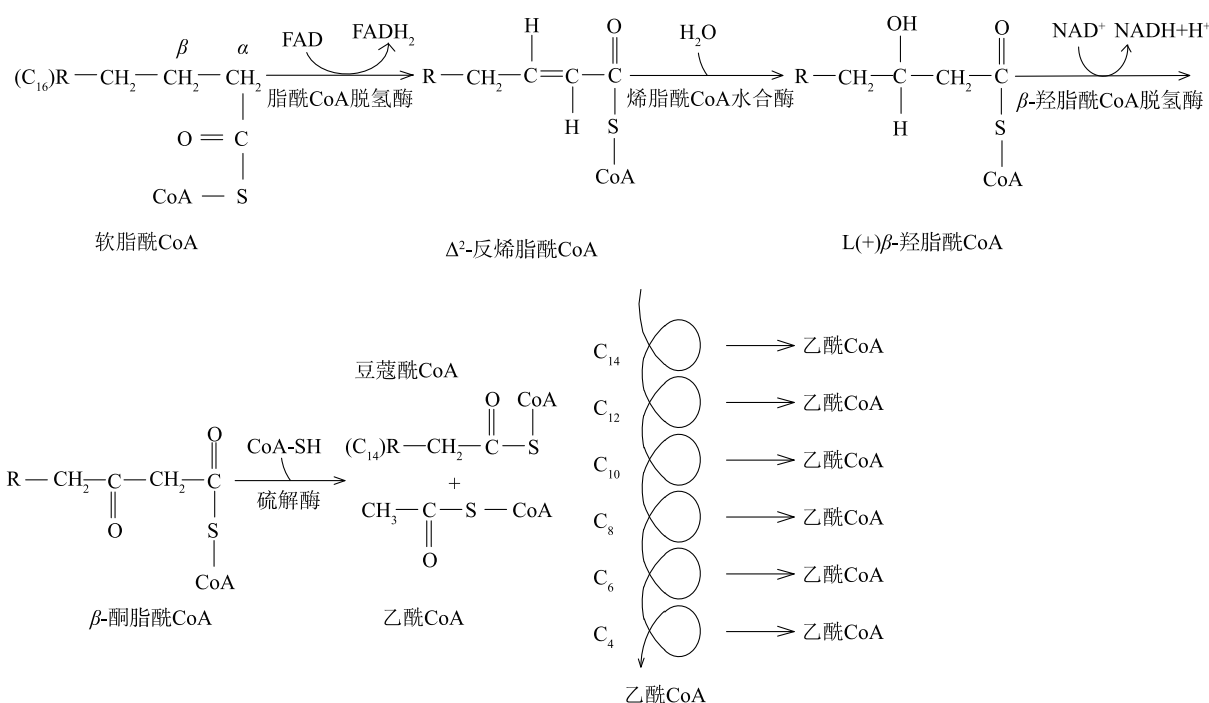 FAD FADH₂
β α
(C₁₆)R—CH₂—CH₂—CH₂
脂酰CoA脱氢酶
O＝C
CoA—S
软脂酰CoA
H O
R—CH₂—C＝C—C
H S
CoA
Δ²-反烯脂酰CoA
H₂O
烯脂酰CoA水合酶
OH O
R—CH₂—C—CH₂—C
H S
CoA
L(+)β-羟脂酰CoA
NAD⁺ NADH+H⁺
β-羟脂酰CoA脱氢酶
O
R—CH₂—C—CH₂—C
O S
CoA
β-酮脂酰CoA
CoA-SH
硫解酶
豆蔻酰CoA
O CoA
(C₁₄)R—CH₂—C—S
+
CH₃—C—S—CoA
O
乙酰CoA
C₁₄ 乙酰CoA
C₁₂ 乙酰CoA
C₁₀ 乙酰CoA
C₈ 乙酰CoA
C₆ 乙酰CoA
C₄ 乙酰CoA
乙酰CoA